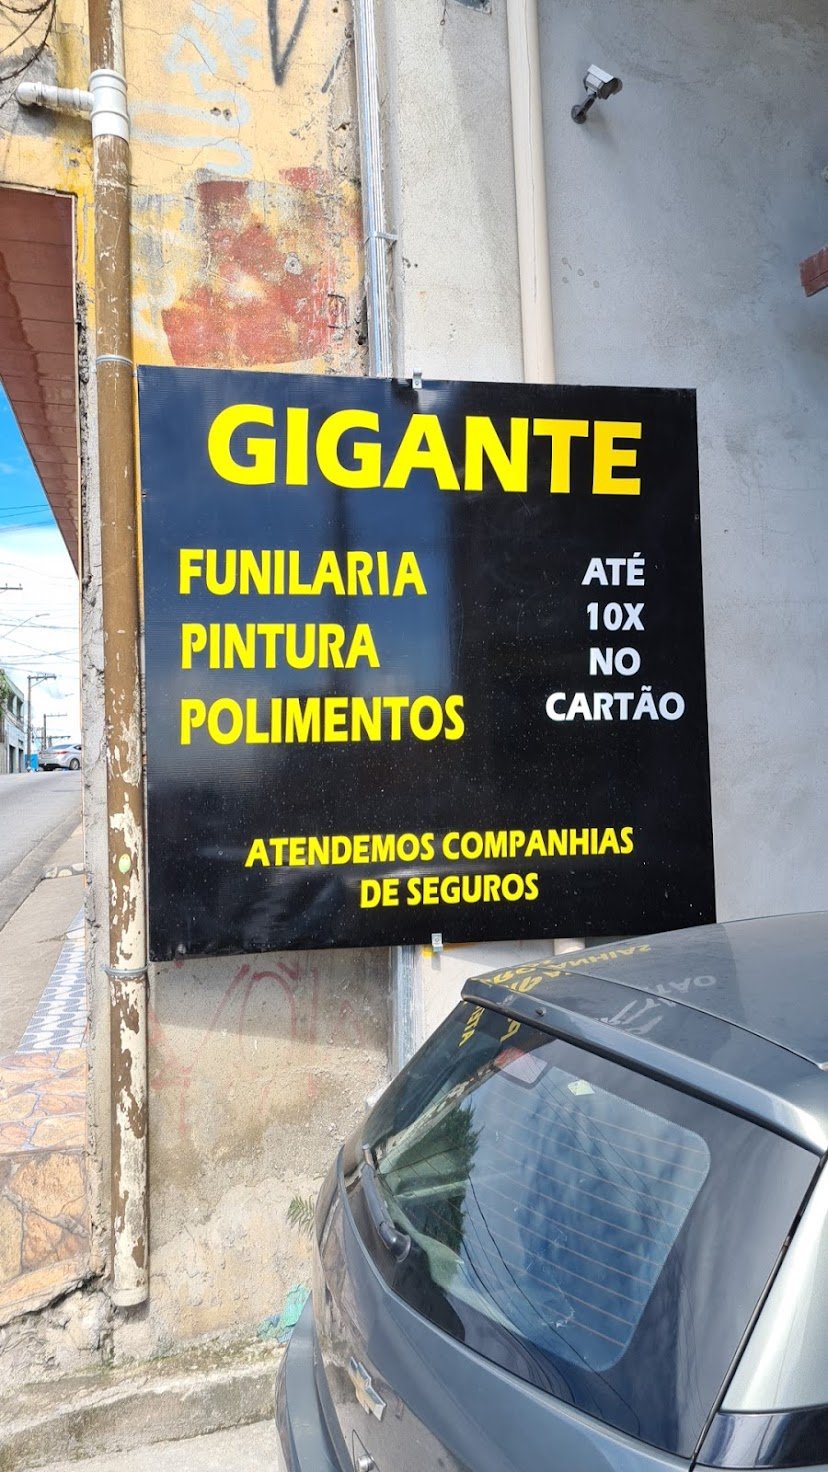 GIGANTE
FUNILARIA
PINTURA
POLIMENTOS
ATÉ
10X
NO
CARTÃO
ATENDEMOS COMPANHIAS
DE SEGUROS